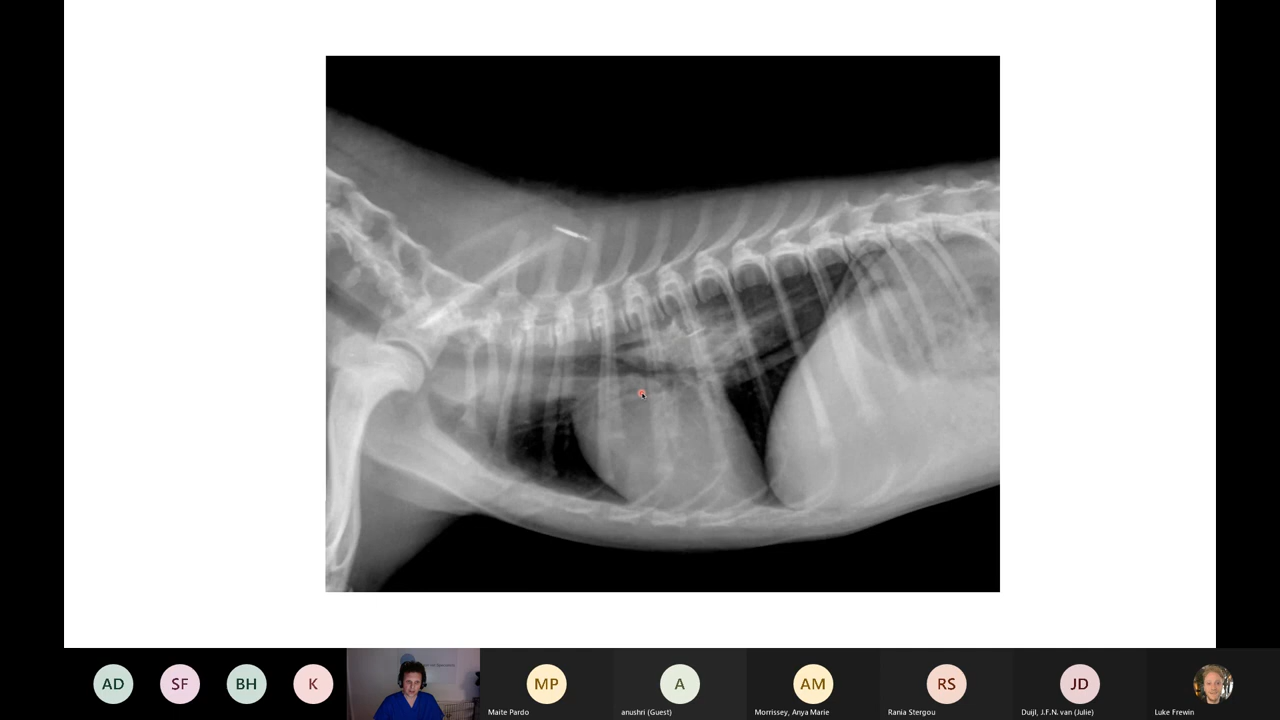 AD
SF
BH
K
MP
A
AM
RS
JD
Maite Pardo
anushri (Guest)
Morrissey, Anya Marie
Rania Stergou
Duijl, J.F.N. van (Julie)
Luke Frewin